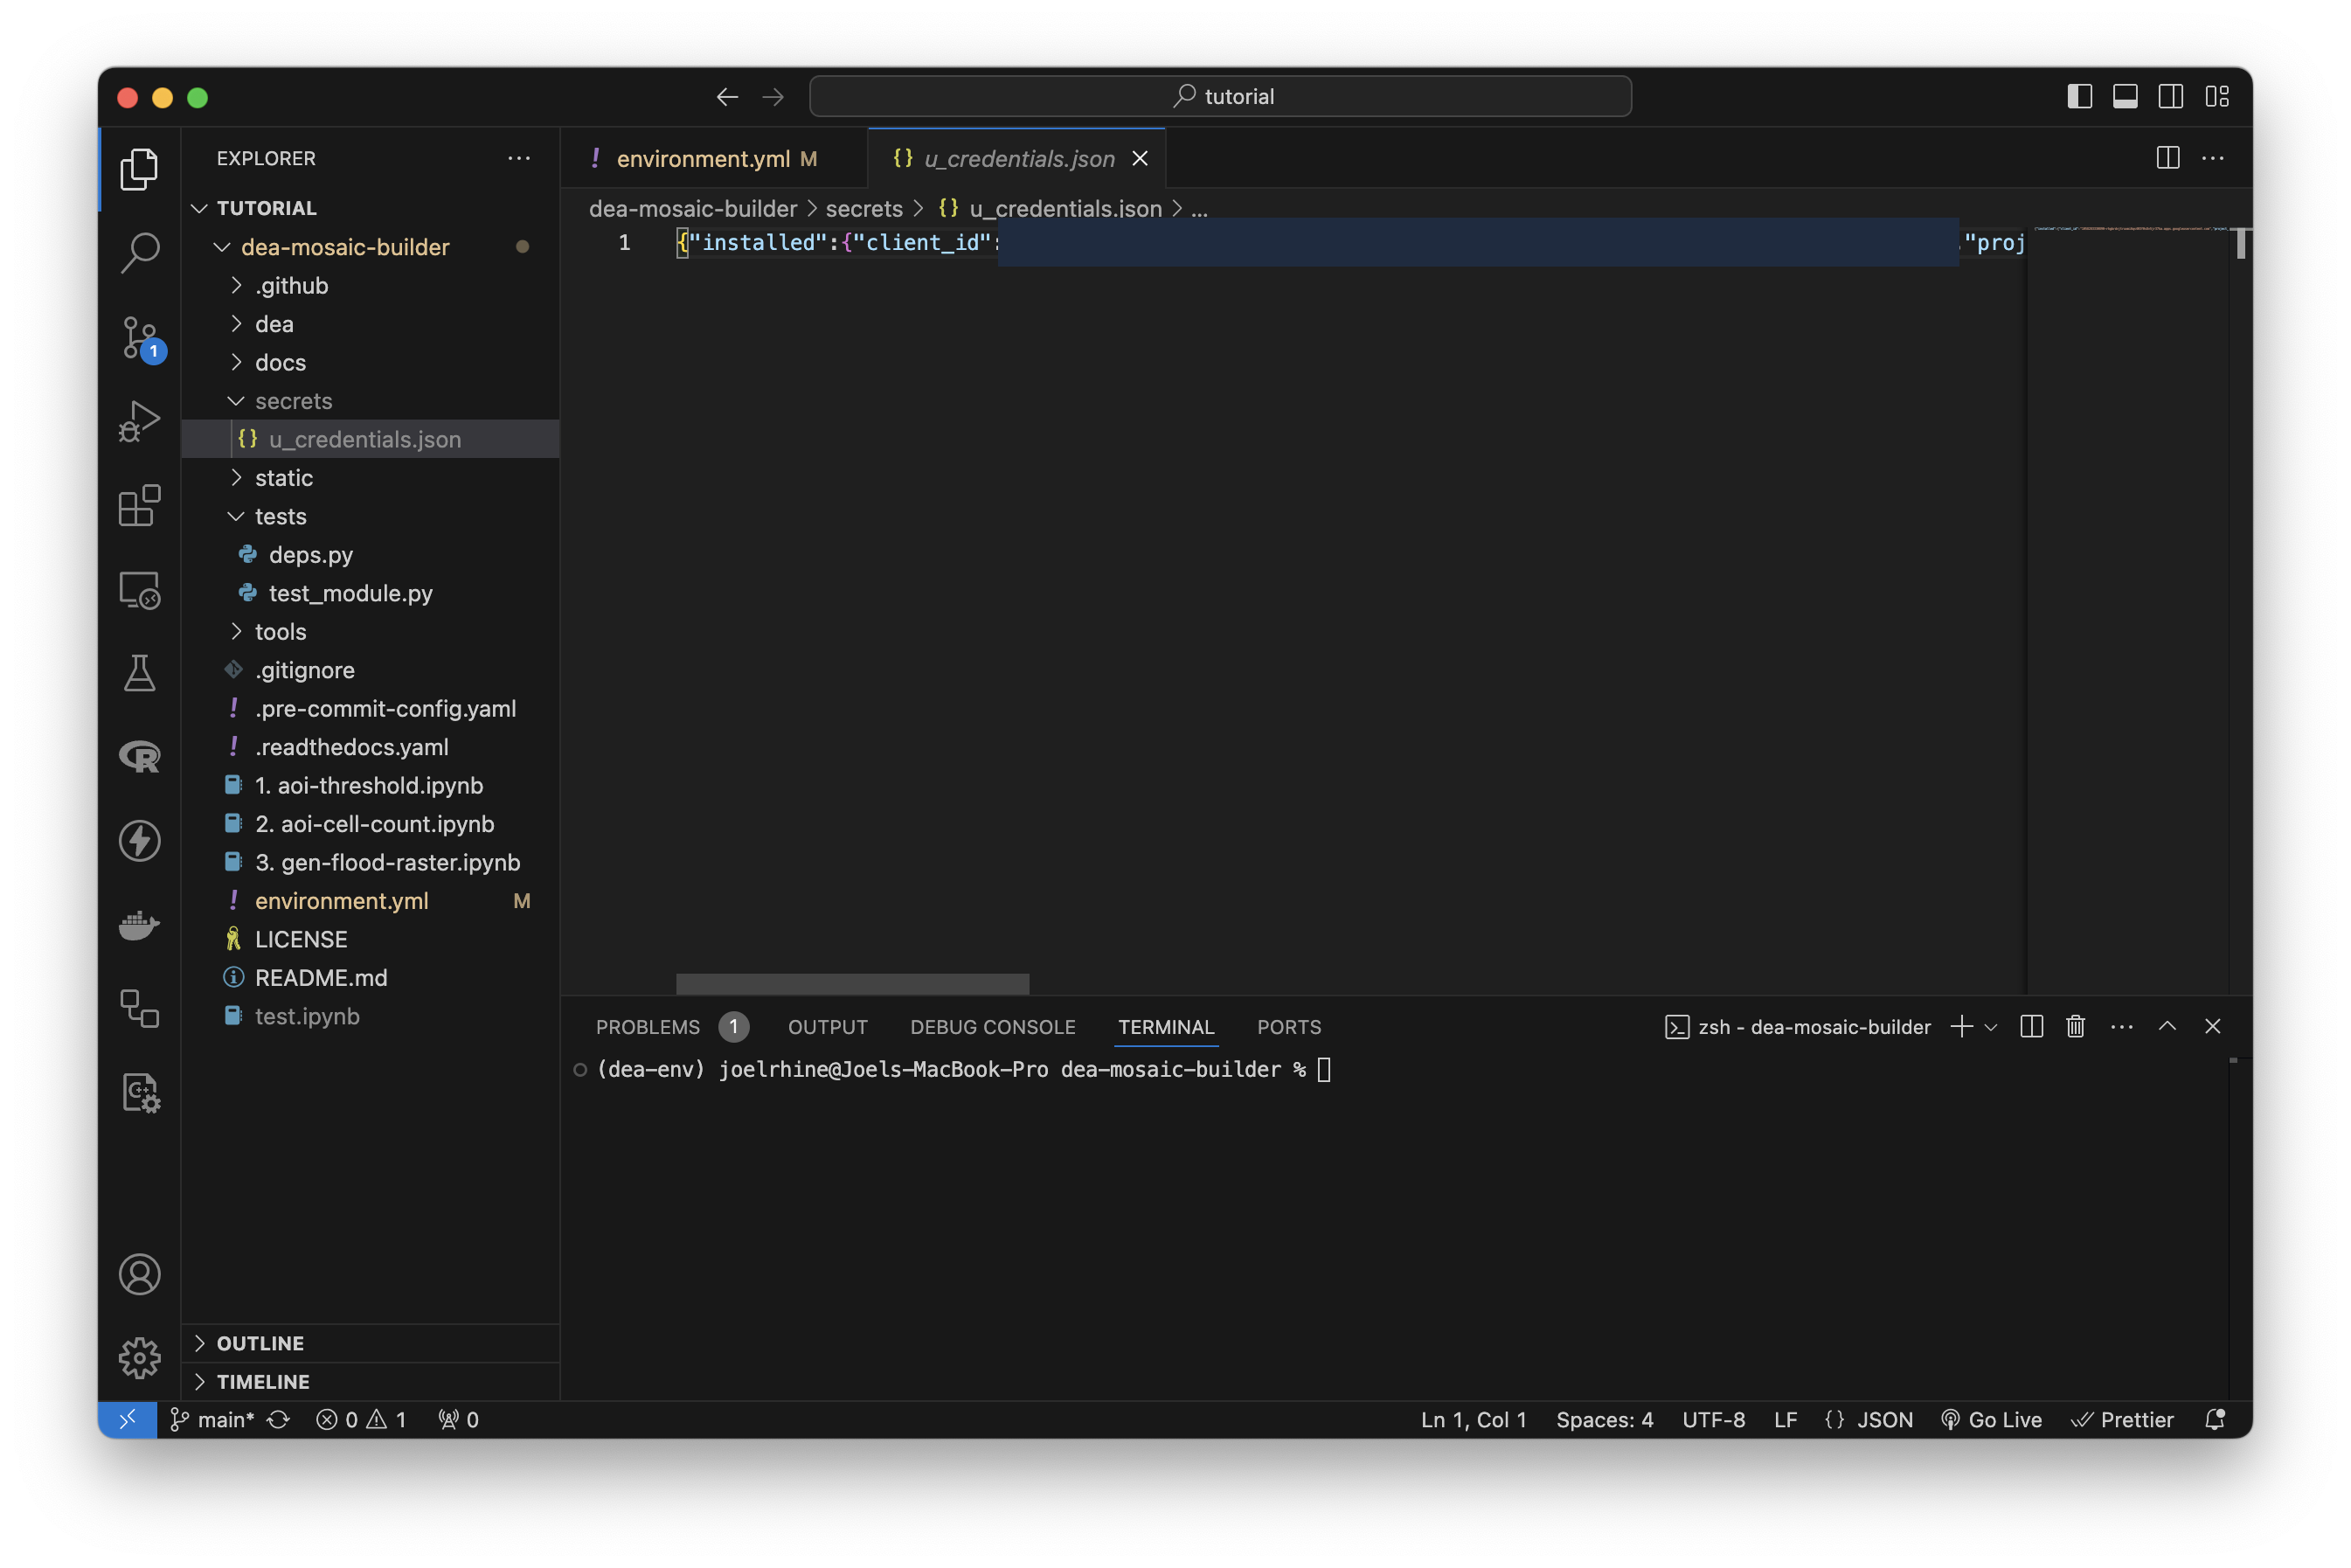 tutorial
EXPLORER
TUTORIAL
dea-mosaic-builder
.github
dea
docs
secrets
{} u_credentials.json
static
tests
deps.py
test_module.py
tools
.gitignore
! .pre-commit-config.yaml
! .readthedocs.yaml
1. aoi-threshold.ipynb
2. aoi-cell-count.ipynb
3. gen-flood-raster.ipynb
! environment.yml M
LICENSE
README.md
test.ipynb
OUTLINE
TIMELINE
1
R
C++
! environment.yml M {} u_credentials.json
dea-mosaic-builder > secrets > {} u_credentials.json > ...
1 {"installed":{"client_id": "proj
PROBLEMS 1 OUTPUT DEBUG CONSOLE TERMINAL PORTS zsh - dea-mosaic-builder
(dea-env) joelrhine@Joels-MacBook-Pro dea-mosaic-builder %
main* 0 1 0 Ln 1, Col 1 Spaces: 4 UTF-8 LF {} JSON Go Live Prettier